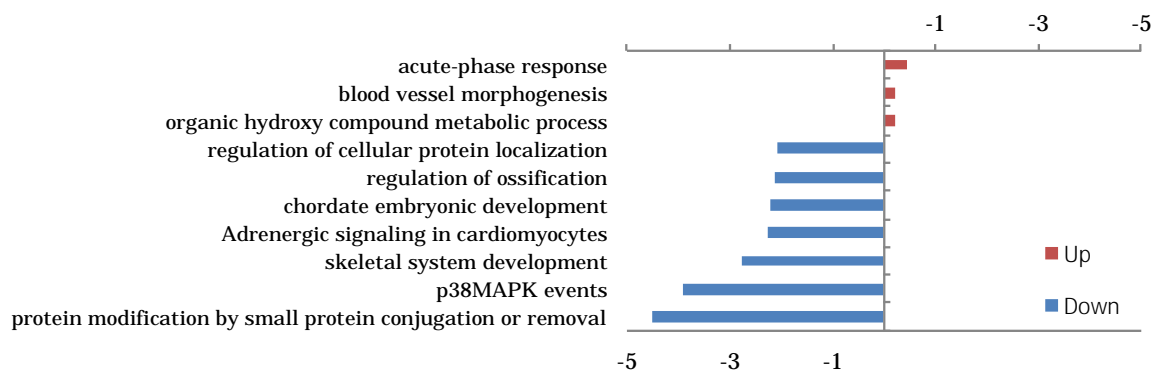 -1 -3 -5
acute-phase response
blood vessel morphogenesis
organic hydroxy compound metabolic process
regulation of cellular protein localization
regulation of ossification
chordate embryonic development
Adrenergic signaling in cardiomyocytes
skeletal system development
p38MAPK events
protein modification by small protein conjugation or removal
Up
Down
-5 -3 -1